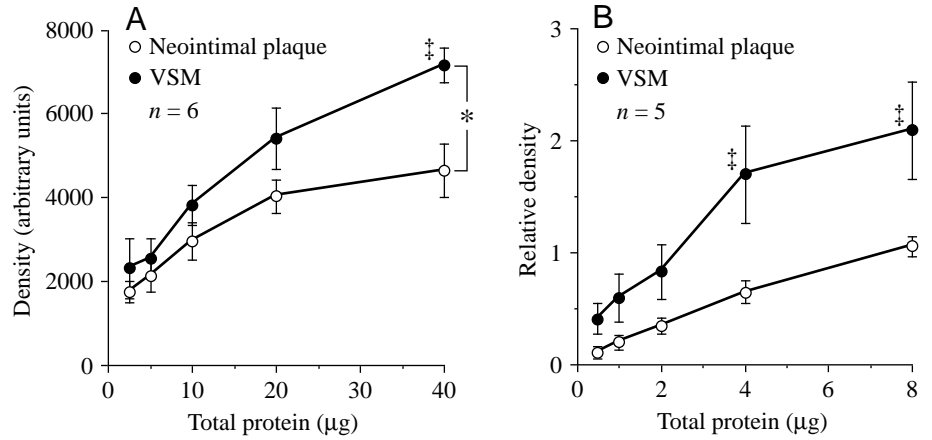 A
8000
6000
4000
2000
0
Density (arbitrary units)
Neointimal plaque
VSM
n = 6
‡
*
0 10 20 30 40
Total protein (µg)
B
3
2
1
0
Relative density
Neointimal plaque
VSM
n = 5
‡
‡
0 2 4 6 8
Total protein (µg)